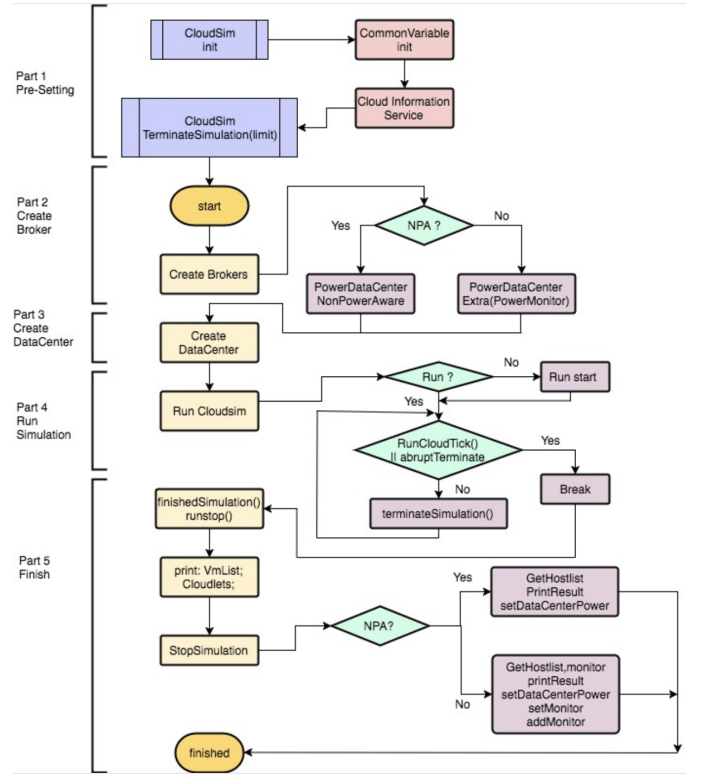 Part 1
Pre-Setting
CloudSim
init
CommonVariable
init
Cloud Information
Service
CloudSim
TerminateSimulation(limit)
Part 2
Create
Broker
start
NPA ?
Yes
No
Create Brokers
PowerDataCenter
NonPowerAware
PowerDataCenter
Extra(PowerMonitor)
Part 3
Create
DataCenter
Create
DataCenter
Part 4
Run
Simulation
Run Cloudsim
Run ?
No
Run start
Yes
RunCloudTick()
|| abruptTerminate
Yes
No
Break
terminateSimulation()
Part 5
Finish
finishedSimulation()
runstop()
print: VmList;
Cloudlets;
StopSimulation
NPA?
Yes
GetHostlist
PrintResult
setDataCenterPower
No
GetHostlist,monitor
printResult
setDataCenterPower
setMonitor
addMonitor
finished